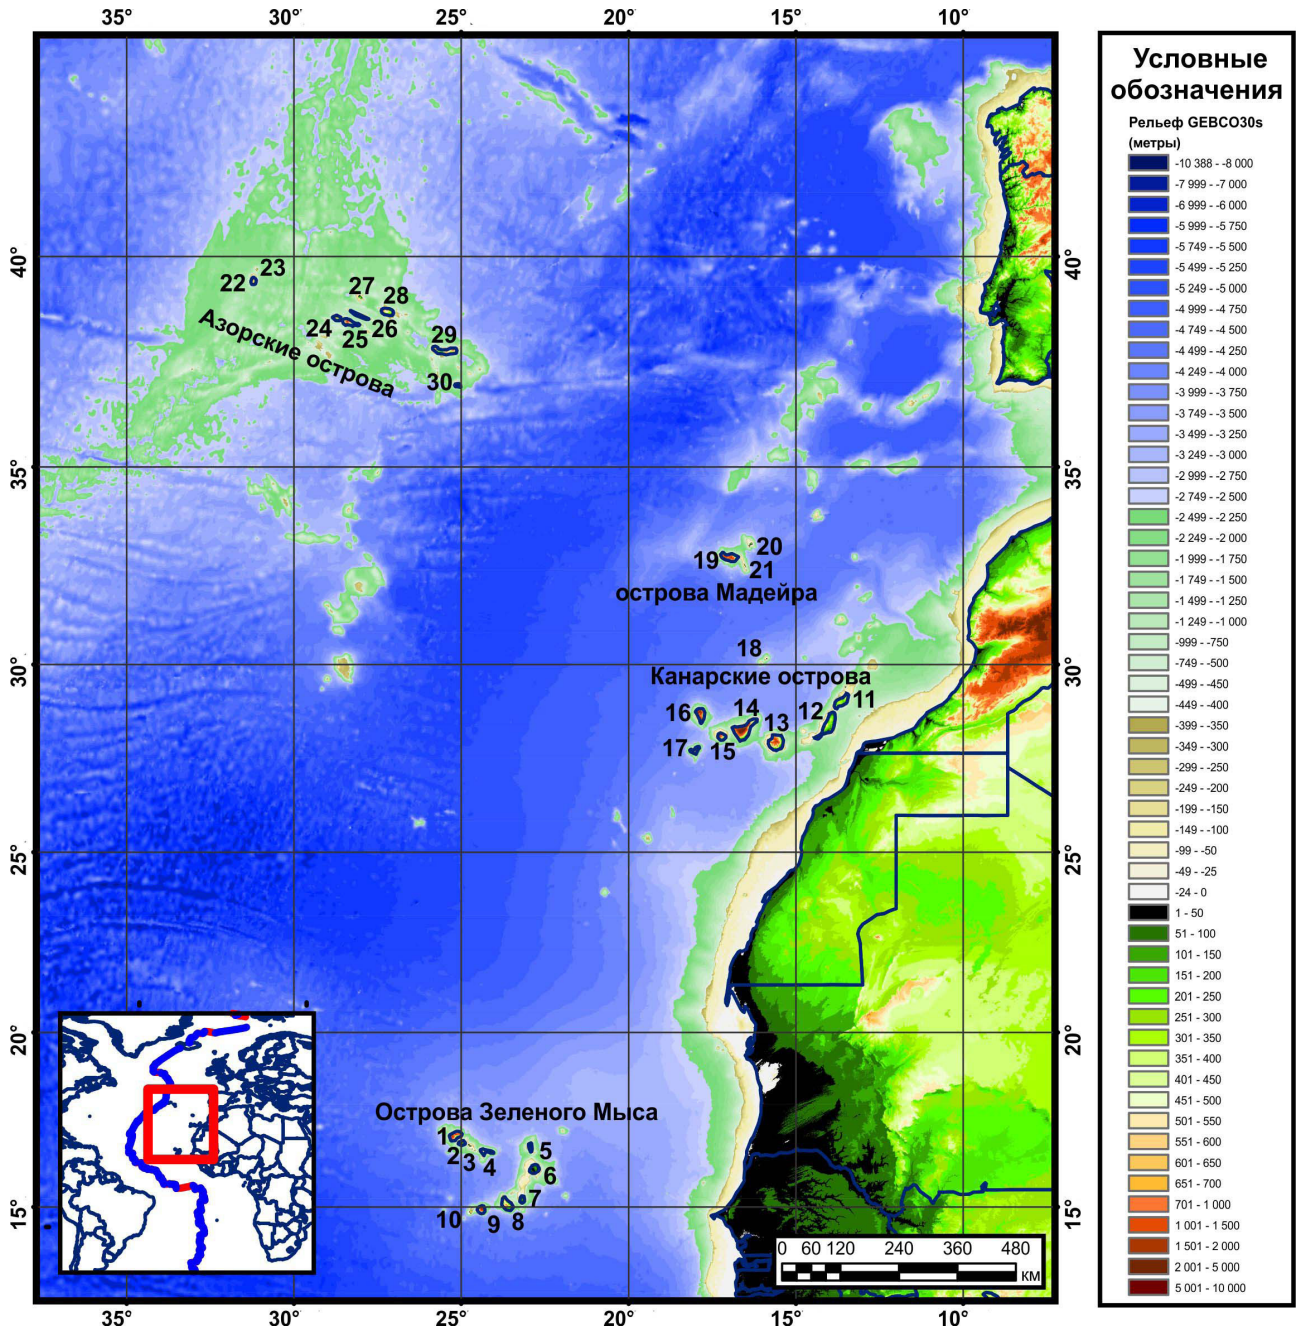 35°
30°
25°
20°
15°
10°
40°
35°
30°
25°
20°
15°
40°
35°
30°
25°
20°
15°
22
23
27
28
24
25
26
29
30
Азорские острова
19
20
21
острова Мадейра
18
Канарские острова
16
14
13
12
11
17
15
Острова Зеленого Мыса
1
2
3
4
5
6
7
10
9
8
0 60 120 240 360 480
км
35°
30°
25°
20°
15°
10°
Условные
обозначения
Рельеф GEBCO30s
(метры)
-10 388 - -8 000
-7 999 - -7 000
-6 999 - -6 000
-5 999 - -5 750
-5 749 - -5 500
-5 499 - -5 250
-5 249 - -5 000
-4 999 - -4 750
-4 749 - -4 500
-4 499 - -4 250
-4 249 - -4 000
-3 999 - -3 750
-3 749 - -3 500
-3 499 - -3 250
-3 249 - -3 000
-2 999 - -2 750
-2 749 - -2 500
-2 499 - -2 250
-2 249 - -2 000
-1 999 - -1 750
-1 749 - -1 500
-1 499 - -1 250
-1 249 - -1 000
-999 - -750
-749 - -500
-499 - -450
-449 - -400
-399 - -350
-349 - -300
-299 - -250
-249 - -200
-199 - -150
-149 - -100
-99 - -50
-49 - -25
-24 - 0
1 - 50
51 - 100
101 - 150
151 - 200
201 - 250
251 - 300
301 - 350
351 - 400
401 - 450
451 - 500
501 - 550
551 - 600
601 - 650
651 - 700
701 - 1 000
1 001 - 1 500
1 501 - 2 000
2 001 - 5 000
5 001 - 10 000